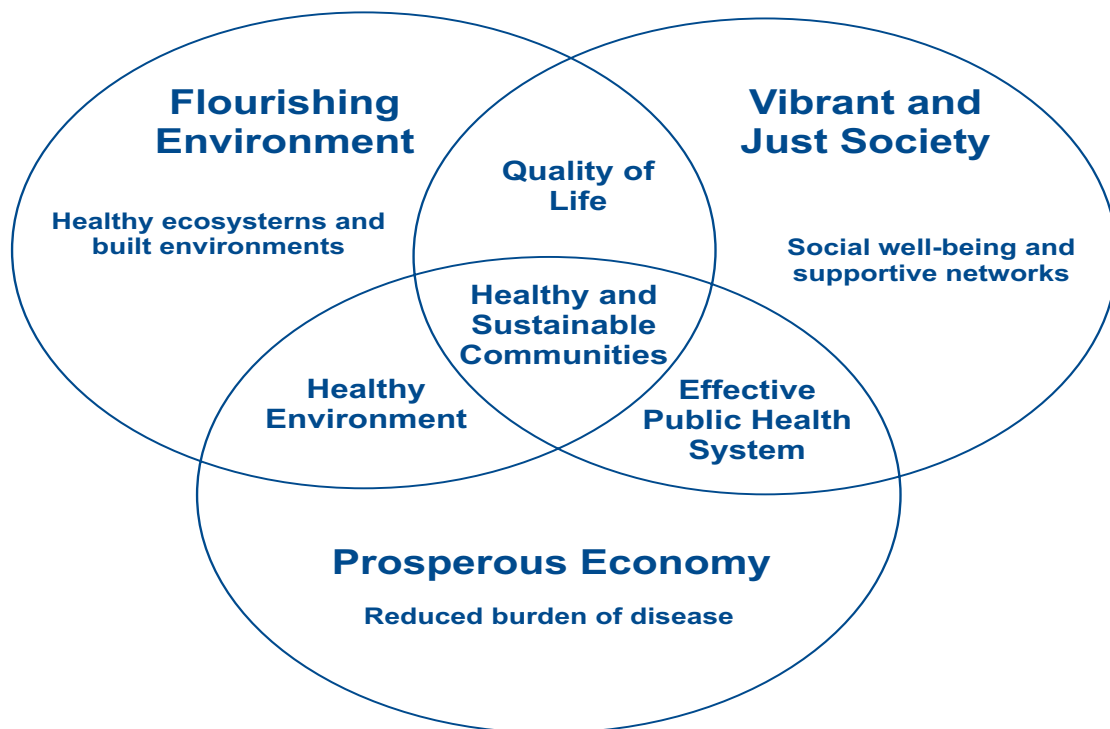 Flourishing
Environment
Healthy ecosysterns and
built environments
Quality of
Life
Vibrant and
Just Society
Social well-being and
supportive networks
Healthy and
Sustainable
Communities
Healthy
Environment
Effective
Public Health
System
Prosperous Economy
Reduced burden of disease